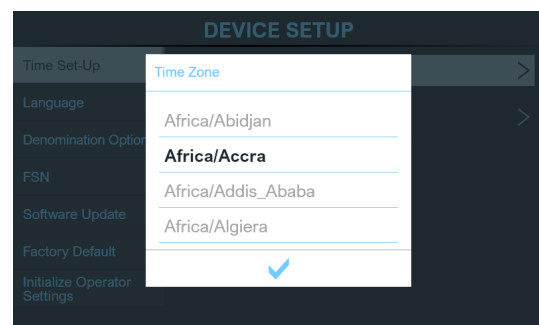 DEVICE SETUP
Time Set-Up
Language
Denomination Option
FSN
Software Update
Factory Default
Initialize Operator
Settings
Time Zone
Africa/Abidjan
Africa/Accra
Africa/Addis_Ababa
Africa/Algiera